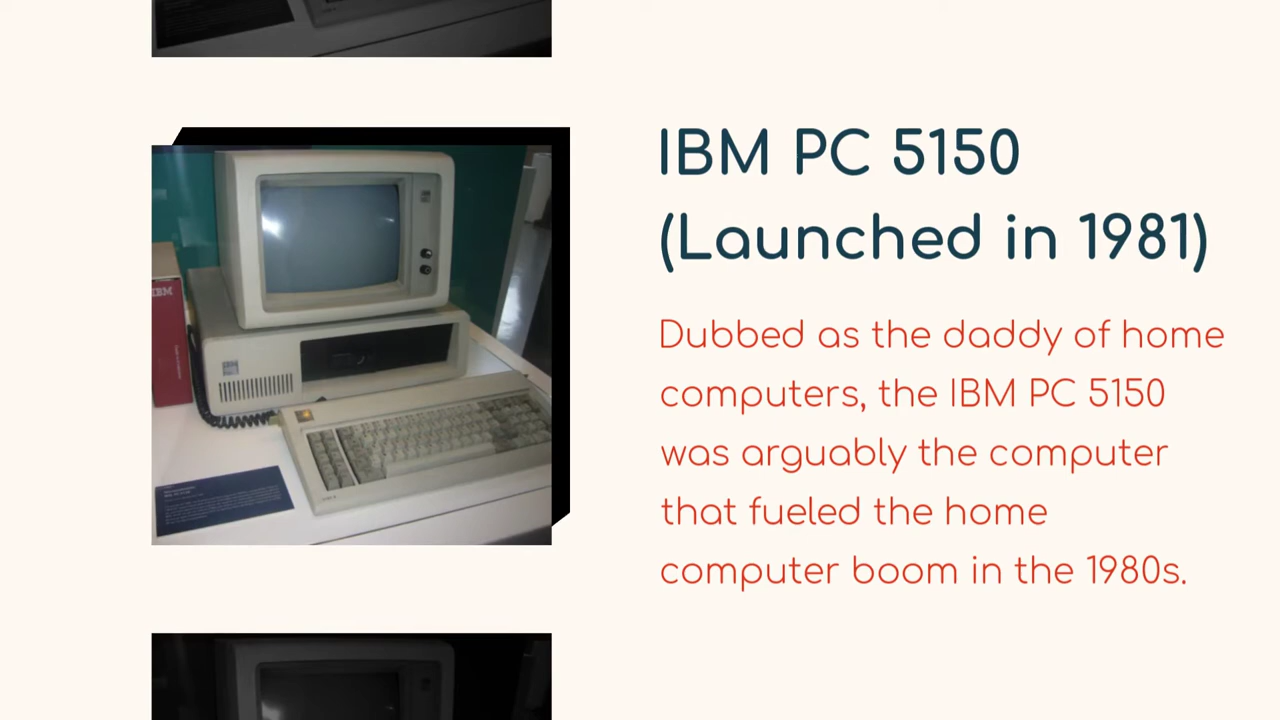 IBM PC 5150
(Launched in 1981)
Dubbed as the daddy of home
computers, the IBM PC 5150
was arguably the computer
that fueled the home
computer boom in the 1980s.
IBM